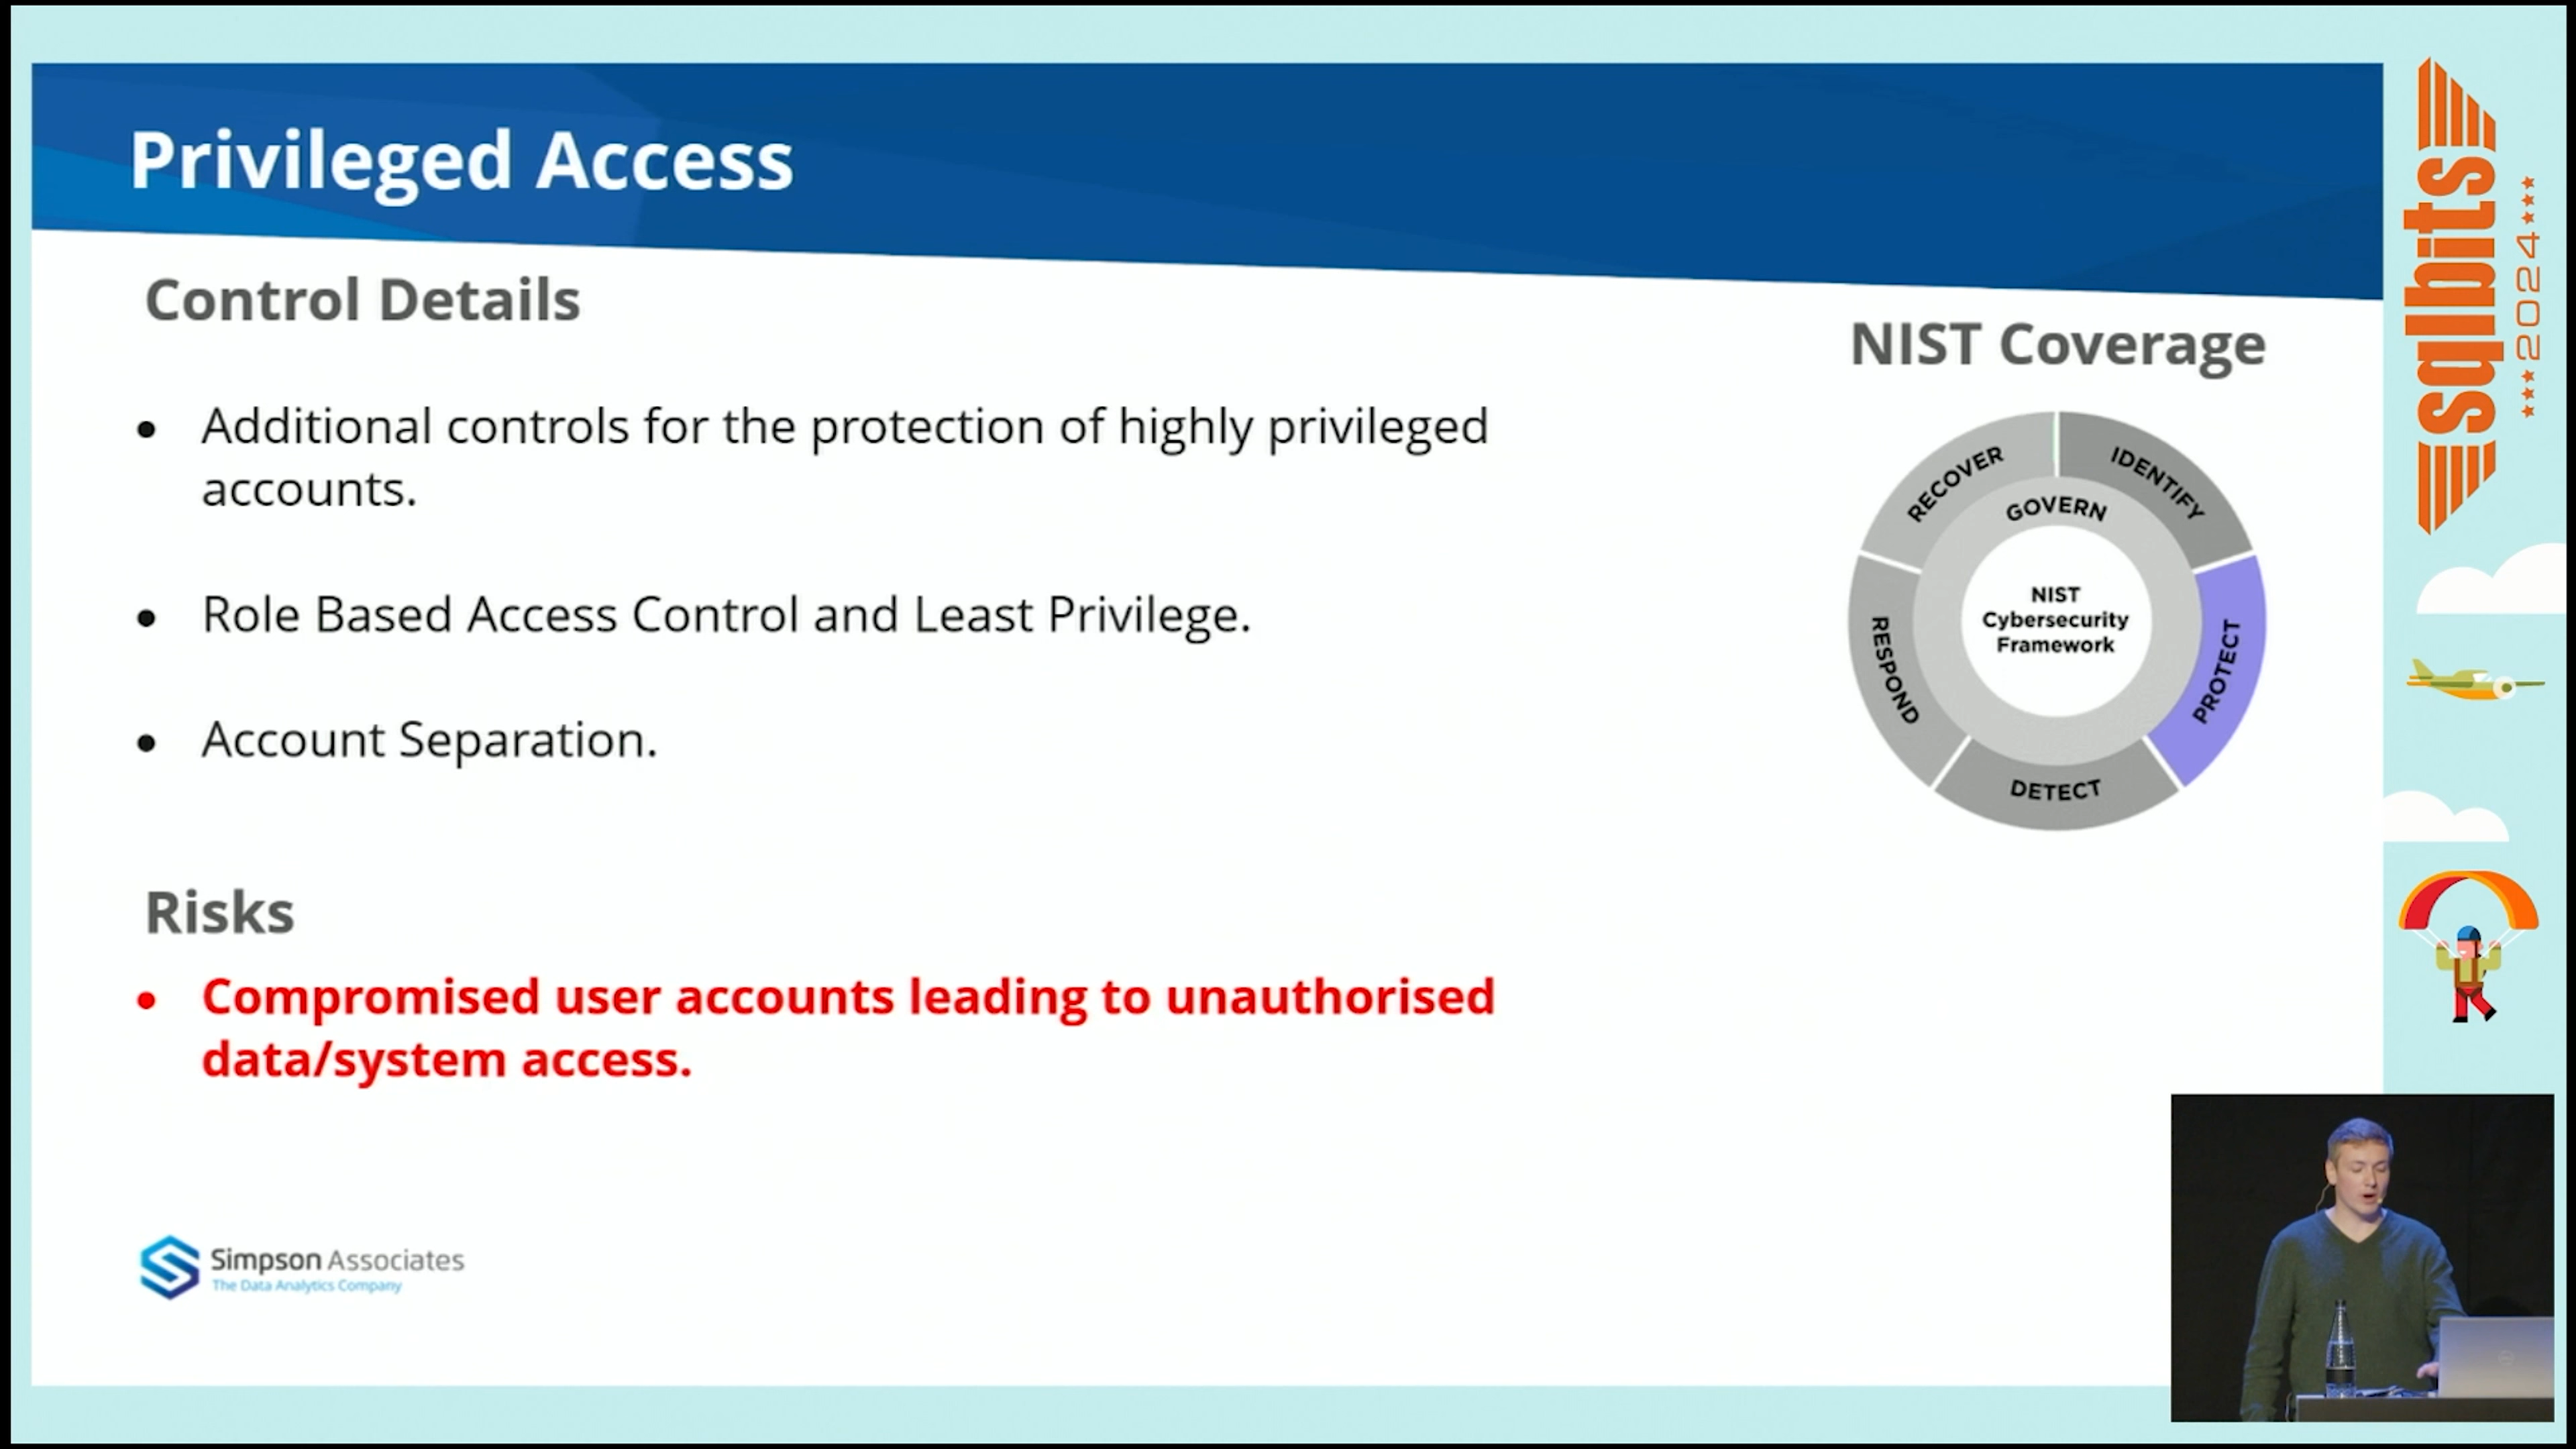 Privileged Access
Control Details
• Additional controls for the protection of highly privileged
accounts.
• Role Based Access Control and Least Privilege.
• Account Separation.
Risks
• Compromised user accounts leading to unauthorised
data/system access.
NIST Coverage
RECOVER
IDENTIFY
GOVERN
NIST
Cybersecurity
Framework
RESPOND
PROTECT
DETECT
Simpson Associates
The Data Analytics Company
sqlbits
2024